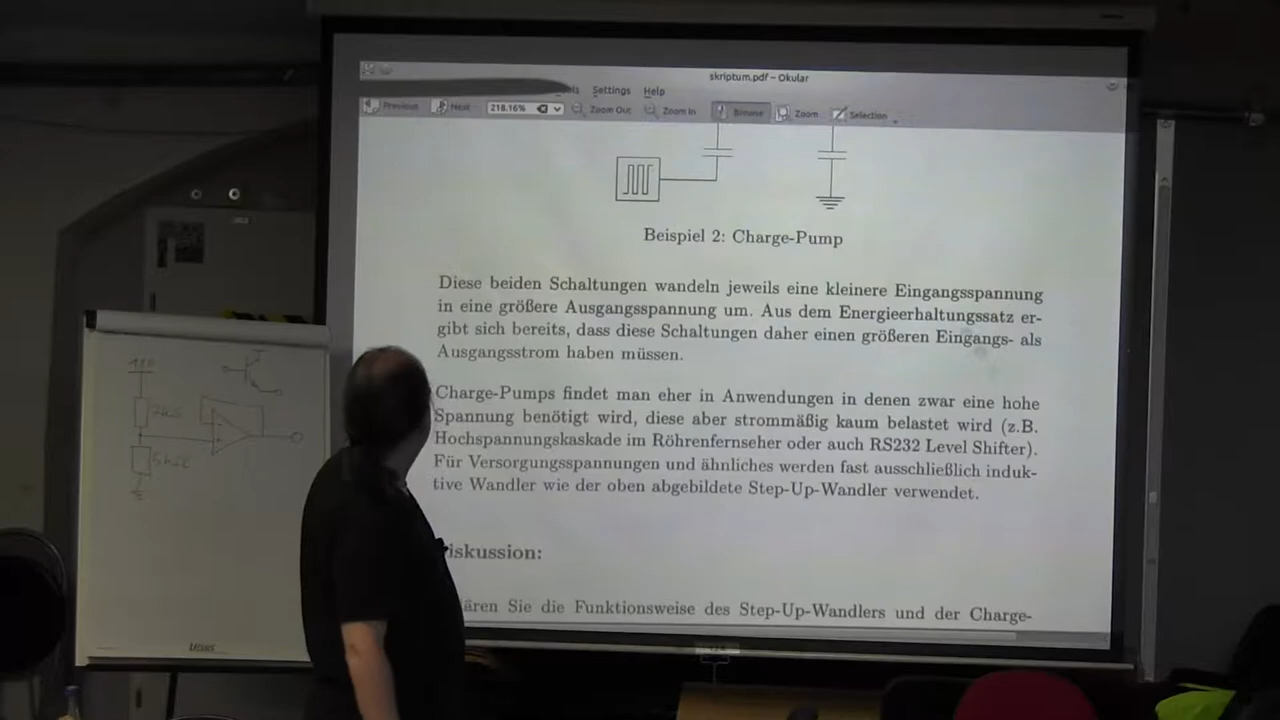 skriptum.pdf – Okular
Settings Help
Previous Next 218.16% Zoom Out Zoom In Browse Zoom Selection
Beispiel 2: Charge-Pump
Diese beiden Schaltungen wandeln jeweils eine kleinere Eingangsspannung
in eine größere Ausgangsspannung um. Aus dem Energieerhaltungssatz er-
gibt sich bereits, dass diese Schaltungen daher einen größeren Eingangs- als
Ausgangsstrom haben müssen.
Charge-Pumps findet man eher in Anwendungen in denen zwar eine hohe
Spannung benötigt wird, diese aber strommäßig kaum belastet wird (z.B.
Hochspannungskaskade im Röhrenfernseher oder auch RS232 Level Shifter).
Für Versorgungsspannungen und ähnliches werden fast ausschließlich induk-
tive Wandler wie der oben abgebildete Step-Up-Wandler verwendet.
iskussion:
ären Sie die Funktionsweise des Step-Up-Wandlers und der Charge-